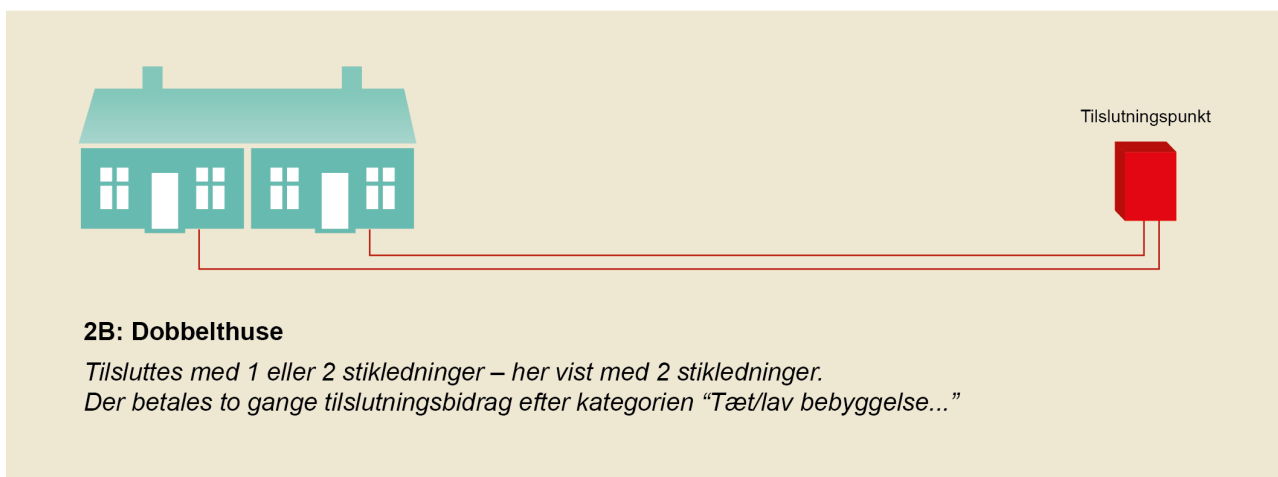 Tilslutningspunkt
2B: Dobbelthuse
Tilsluttes med 1 eller 2 stikledninger – her vist med 2 stikledninger.
Der betales to gange tilslutningsbidrag efter kategorien “Tæt/lav bebyggelse...”